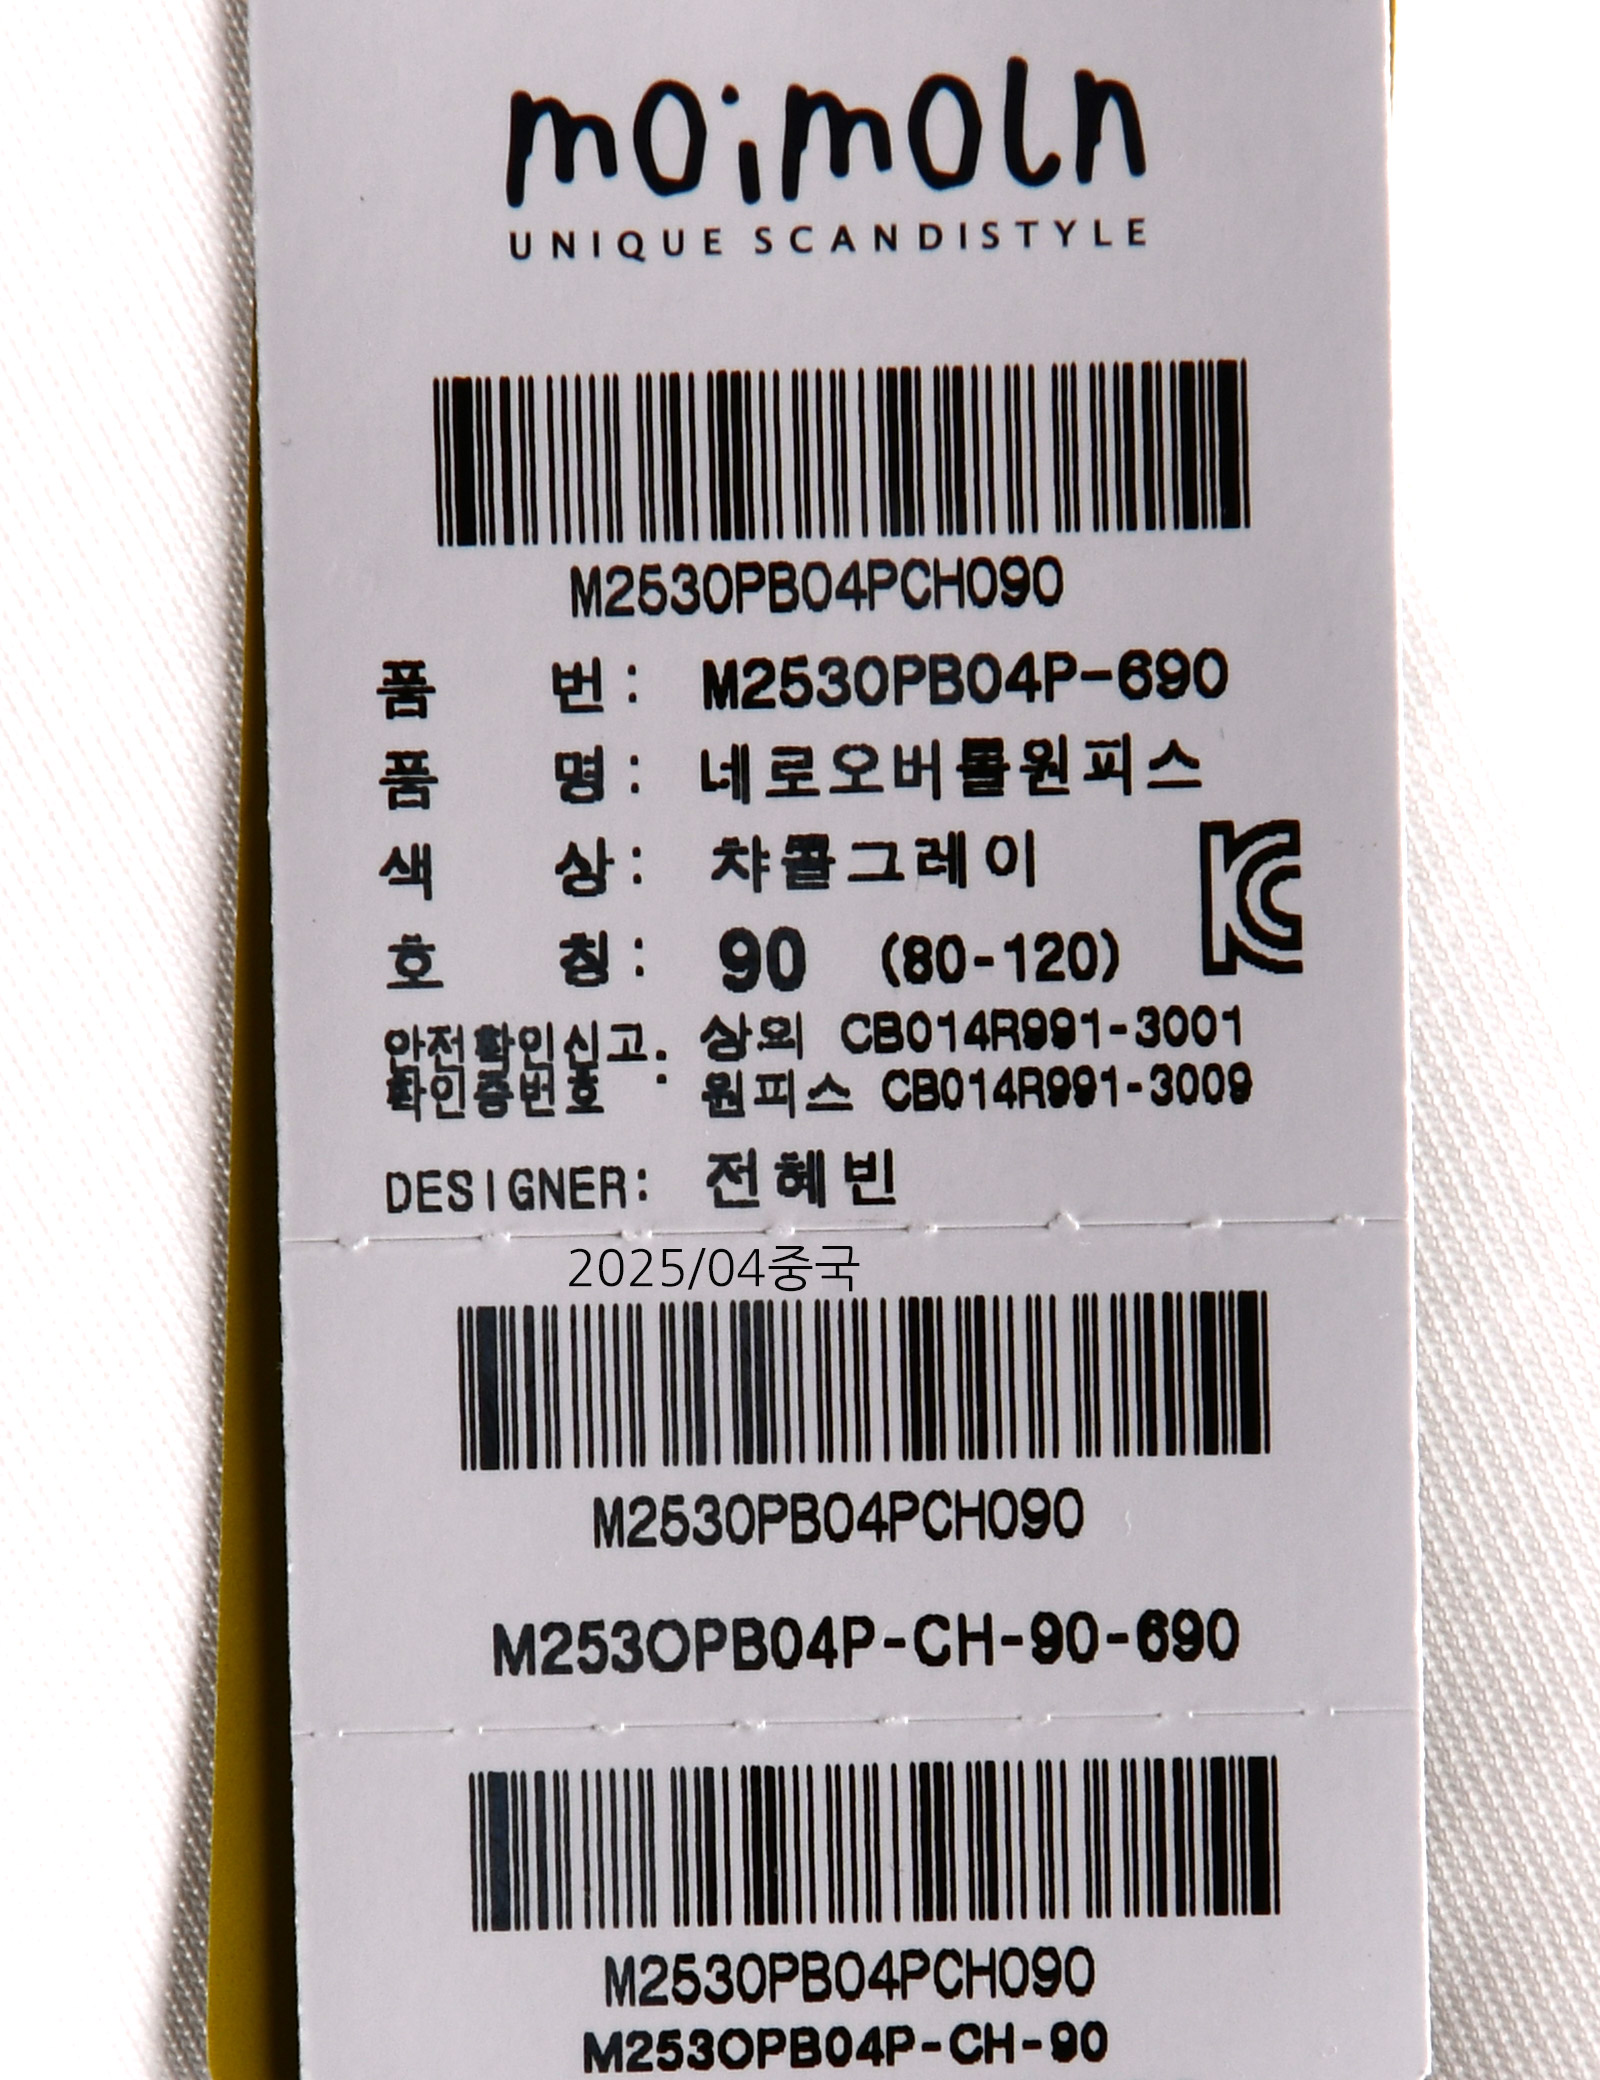 moimoln
UNIQUE SCANDISTYLE
M2530PB04PCH090
품 번 : M2530PB04P-690
품 명 : 네로오버롤원피스
색 상 : 챠콜그레이
호 칭 : 90 (80-120)
안전확인신고. 상의 CB014R991-3001
확인증번호 : 원피스 CB014R991-3009
DESIGNER: 전혜빈
2025/04중국
M2530PB04PCH090
M253OPB04P-CH-90-690
M2530PB04PCH090
M253OPB04P-CH-90